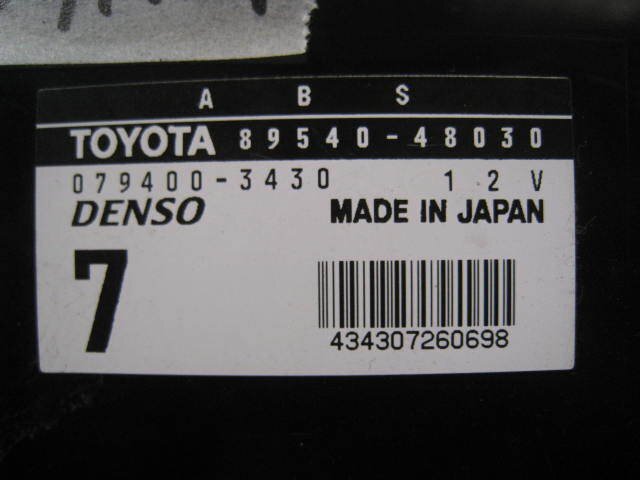 A B S
TOYOTA 89540-48030
079400-3430 12V
DENSO MADE IN JAPAN
7
434307260698